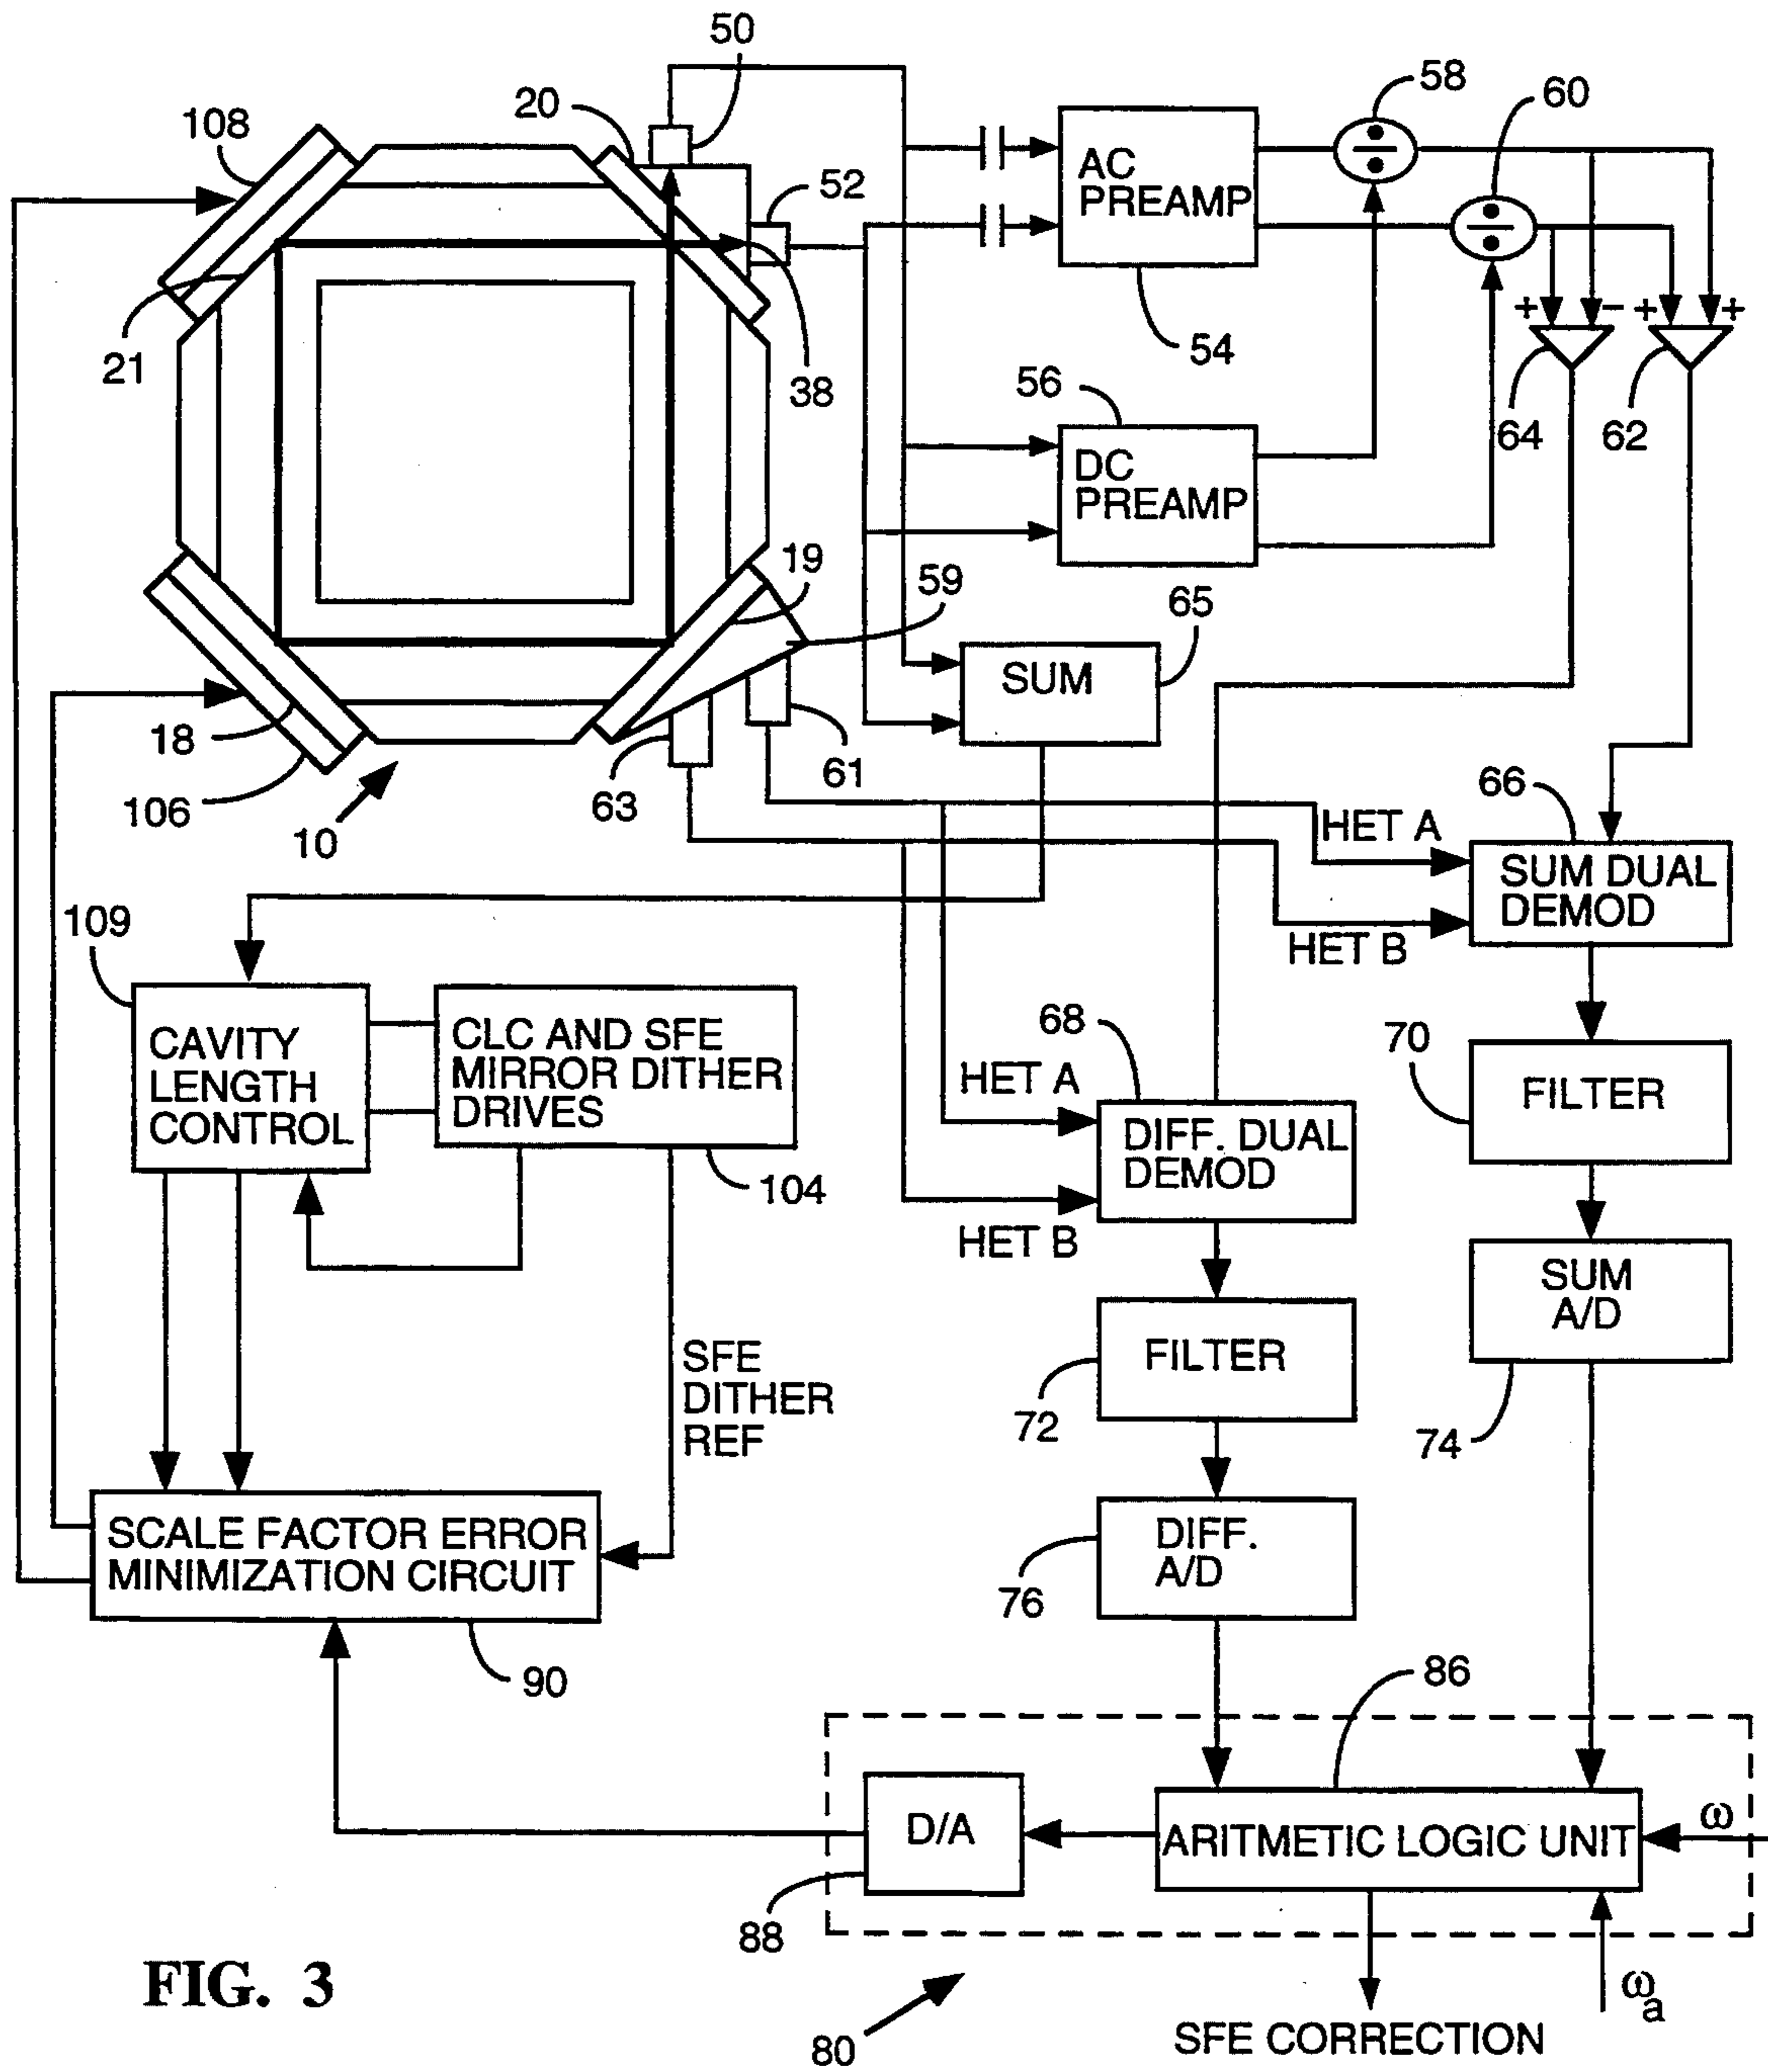 50
58
60
20
108
52
AC
PREAMP
+
-
+
+
21
38
54
64
62
56
DC
PREAMP
19
59
65
SUM
18
106
10
63
61
66
HET A
SUM DUAL
DEMOD
HET B
109
CAVITY
LENGTH
CONTROL
CLC AND SFE
MIRROR DITHER
DRIVES
68
70
HET A
FILTER
DIFF. DUAL
DEMOD
104
HET B
SUM
A/D
SFE
DITHER
REF
FILTER
72
74
SCALE FACTOR ERROR
MINIMIZATION CIRCUIT
DIFF.
A/D
76
90
86
D/A
ARITMETIC LOGIC UNIT
ω
88
FIG. 3
80
ωa
SFE CORRECTION